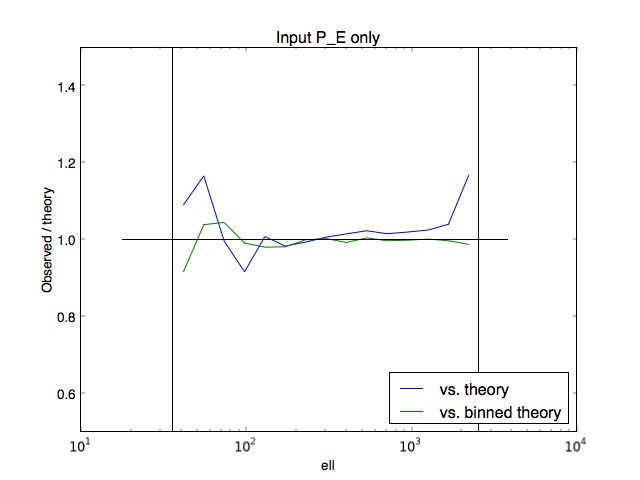 Input P_E only
Observed / theory
1.4
1.2
1.0
0.8
0.6
vs. theory
vs. binned theory
10¹ 10² 10³ 10⁴
ell